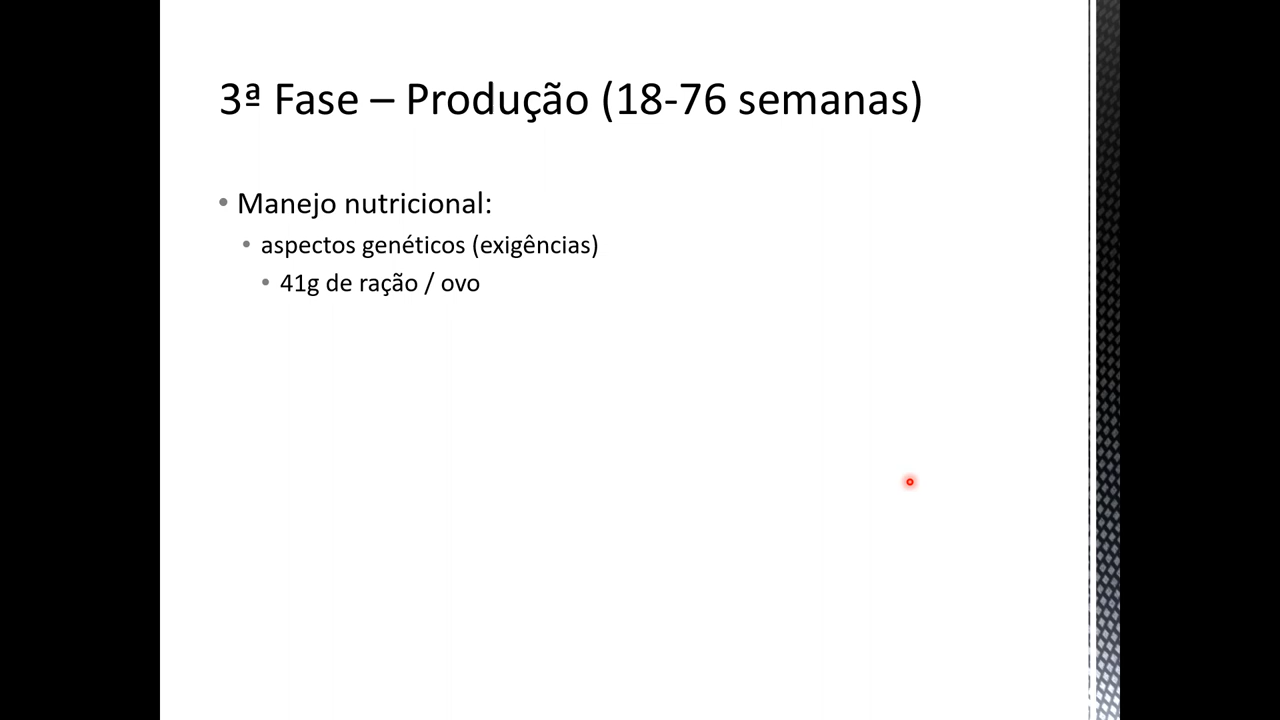 3ª Fase – Produção (18-76 semanas)
• Manejo nutricional:
• aspectos genéticos (exigências)
• 41g de ração / ovo